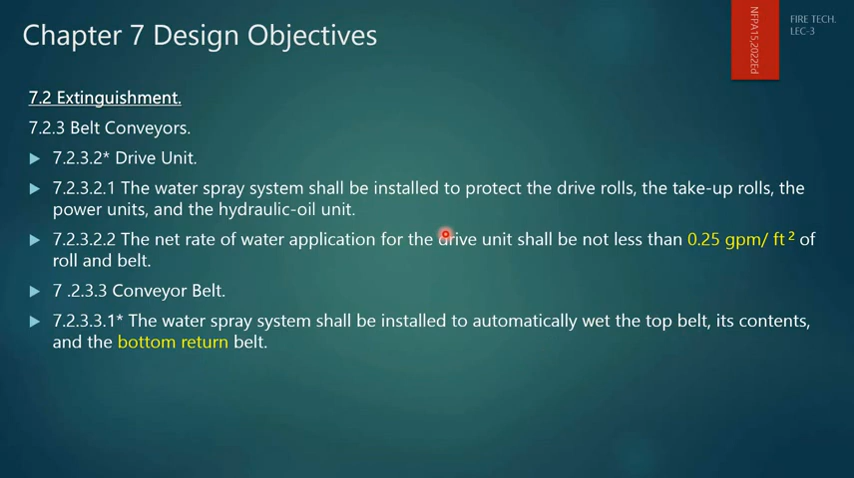 Chapter 7 Design Objectives
NFPA15,2022Ed
FIRE TECH.
LEC-3
7.2 Extinguishment.
7.2.3 Belt Conveyors.
7.2.3.2* Drive Unit.
7.2.3.2.1 The water spray system shall be installed to protect the drive rolls, the take-up rolls, the
power units, and the hydraulic-oil unit.
7.2.3.2.2 The net rate of water application for the drive unit shall be not less than 0.25 gpm/ ft² of
roll and belt.
7 .2.3.3 Conveyor Belt.
7.2.3.3.1* The water spray system shall be installed to automatically wet the top belt, its contents,
and the bottom return belt.